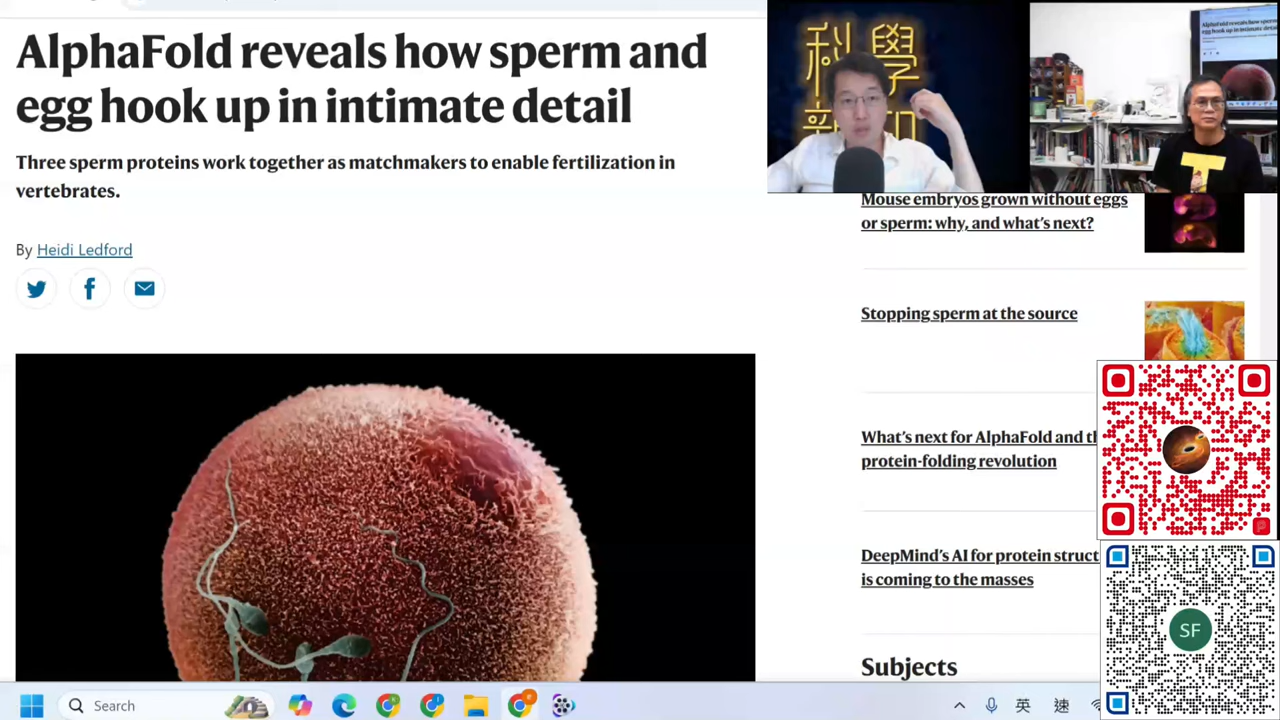 AlphaFold reveals how sperm and
egg hook up in intimate detail
Three sperm proteins work together as matchmakers to enable fertilization in
vertebrates.
By Heidi Ledford
科學
新知
T
Mouse embryos grown without eggs
or sperm: why, and what's next?
Stopping sperm at the source
What's next for AlphaFold and th
protein-folding revolution
DeepMind's AI for protein struct
is coming to the masses
Subjects
SF
Search
英
速